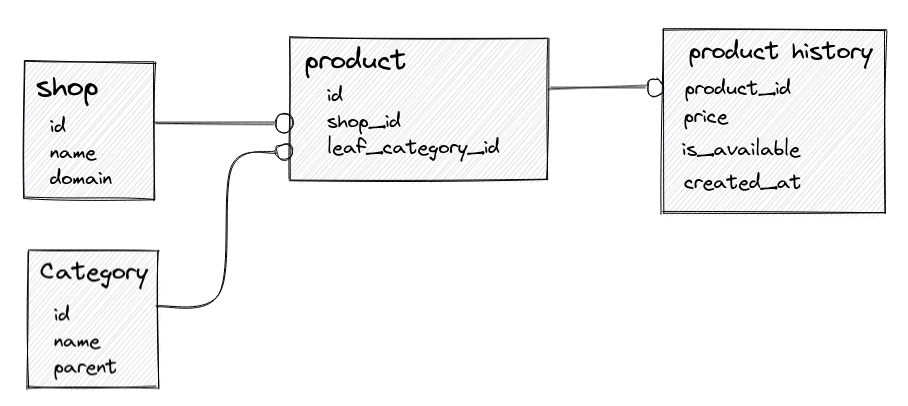 shop
id
name
domain
product
id
shop_id
leaf_category_id
product history
product_id
price
is_available
created_at
Category
id
name
parent